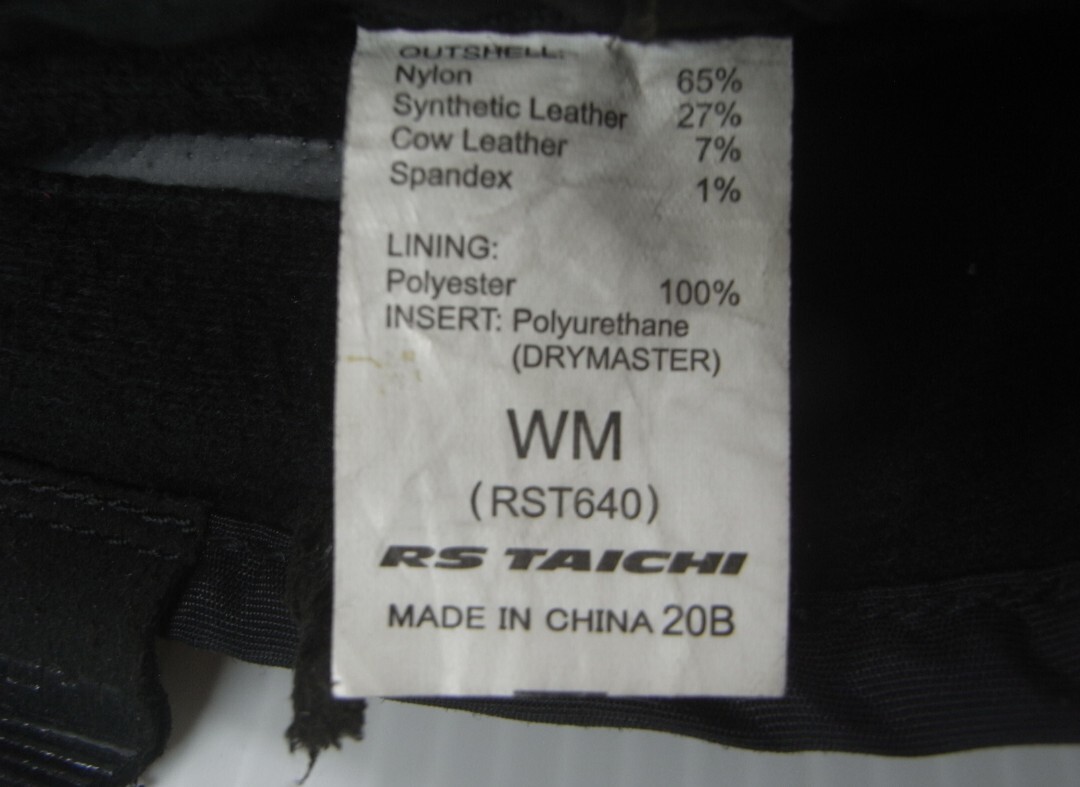 OUTSHELL:
Nylon 65%
Synthetic Leather 27%
Cow Leather 7%
Spandex 1%
LINING:
Polyester 100%
INSERT: Polyurethane
(DRYMASTER)
WM
(RST640)
RS TAICHI
MADE IN CHINA 20B